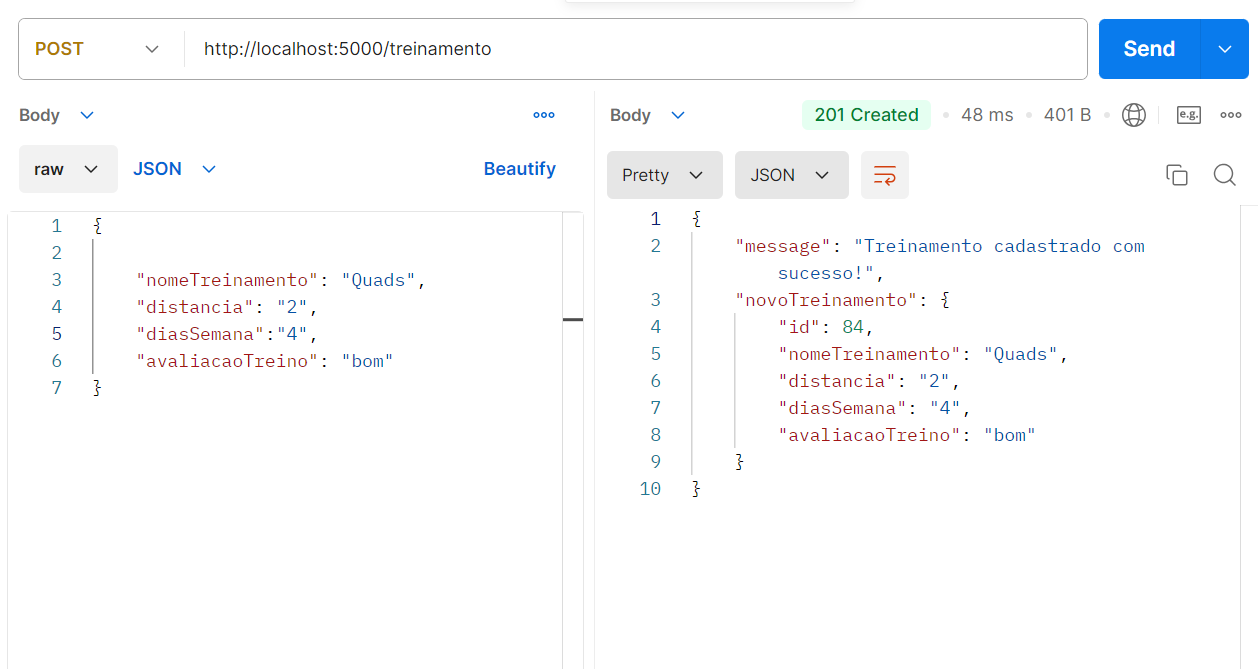 POST
http://localhost:5000/treinamento
Send
Body
Body
201 Created
48 ms
401 B
e.g.
raw
JSON
Beautify
Pretty
JSON
1 {
2
3 "nomeTreinamento": "Quads",
4 "distancia": "2",
5 "diasSemana":"4",
6 "avaliacaoTreino": "bom"
7 }
1 {
2 "message": "Treinamento cadastrado com
sucesso!",
3 "novoTreinamento": {
4 "id": 84,
5 "nomeTreinamento": "Quads",
6 "distancia": "2",
7 "diasSemana": "4",
8 "avaliacaoTreino": "bom"
9 }
10 }